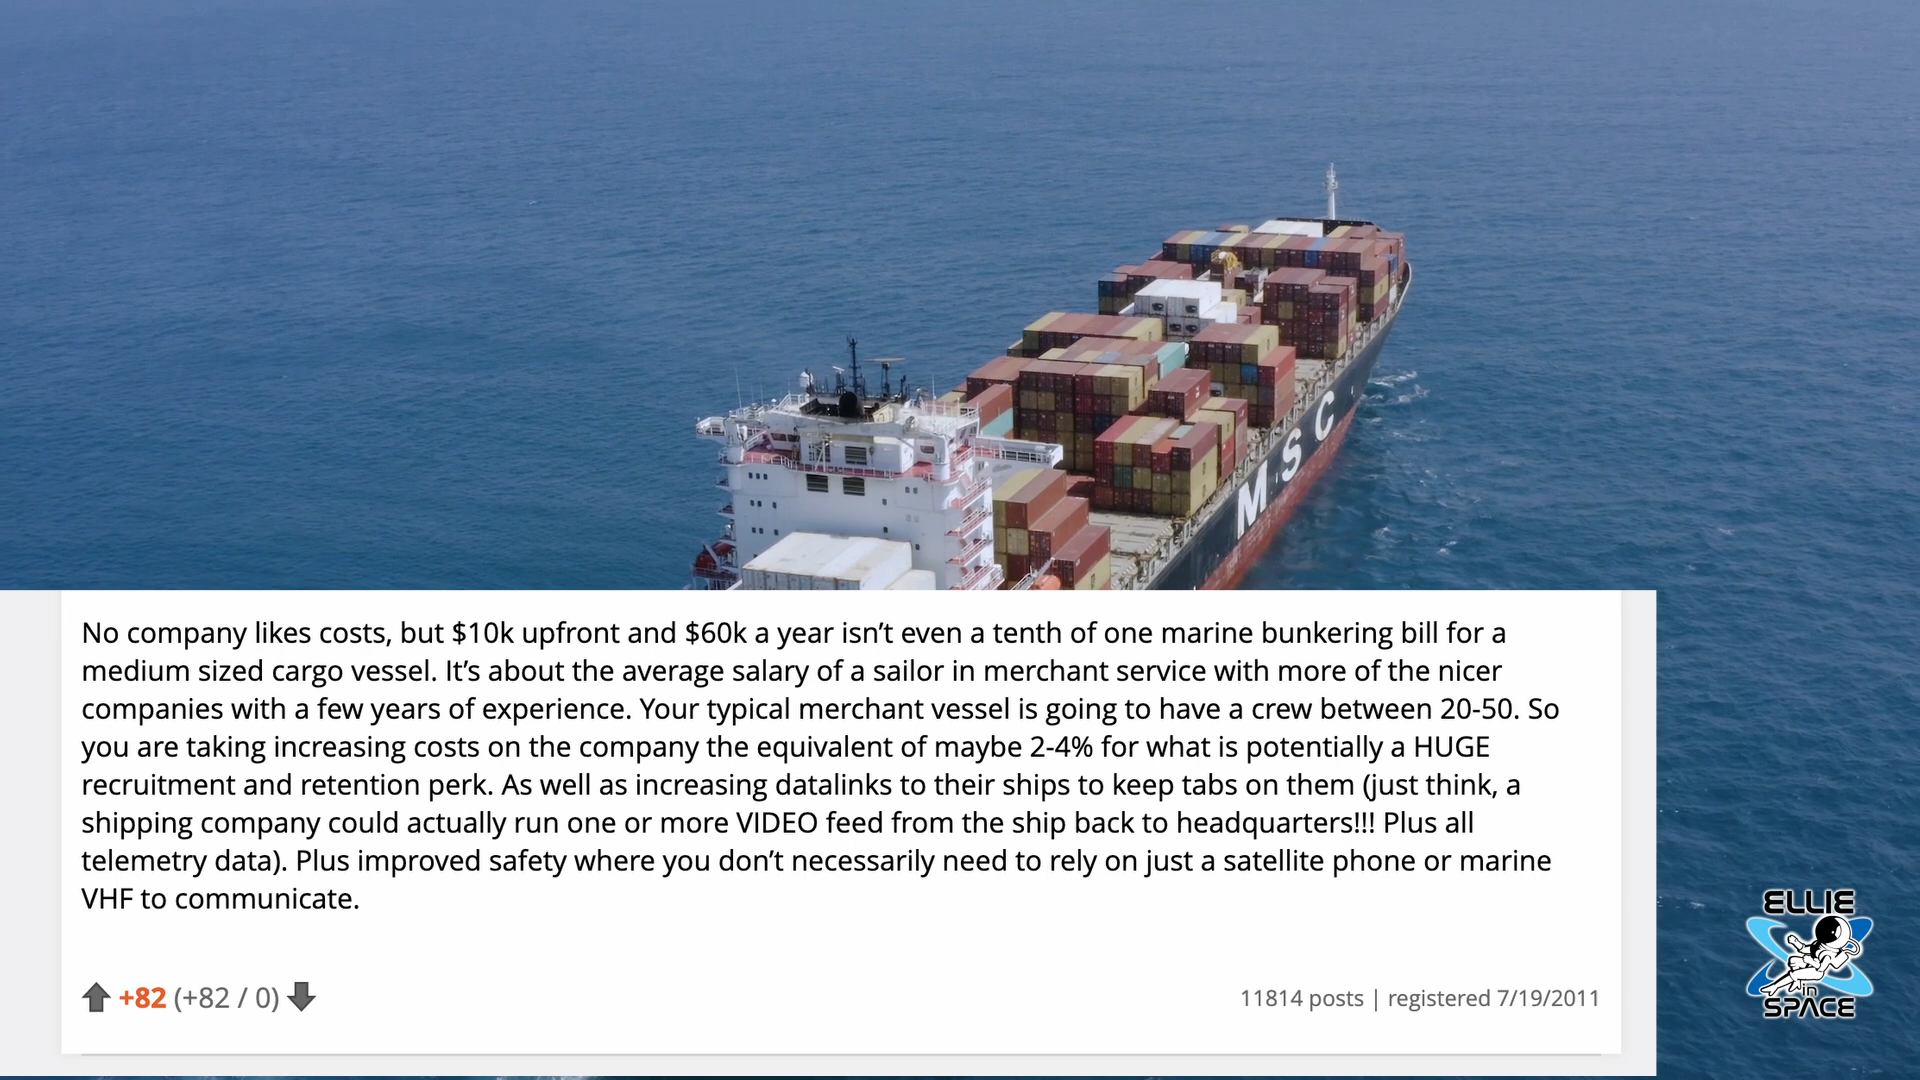 M S C
No company likes costs, but $10k upfront and $60k a year isn’t even a tenth of one marine bunkering bill for a
medium sized cargo vessel. It’s about the average salary of a sailor in merchant service with more of the nicer
companies with a few years of experience. Your typical merchant vessel is going to have a crew between 20-50. So
you are taking increasing costs on the company the equivalent of maybe 2-4% for what is potentially a HUGE
recruitment and retention perk. As well as increasing datalinks to their ships to keep tabs on them (just think, a
shipping company could actually run one or more VIDEO feed from the ship back to headquarters!!! Plus all
telemetry data). Plus improved safety where you don’t necessarily need to rely on just a satellite phone or marine
VHF to communicate.
+82 (+82 / 0)
11814 posts | registered 7/19/2011
ELLIE
in
SPACE